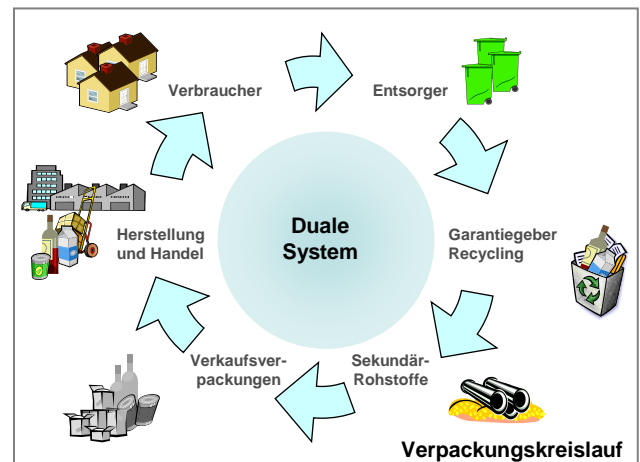 Verbraucher
Entsorger
Duale
System
Herstellung
und Handel
Garantiegeber
Recycling
Verkaufsver-
packungen
Sekundär-
Rohstoffe
Verpackungskreislauf